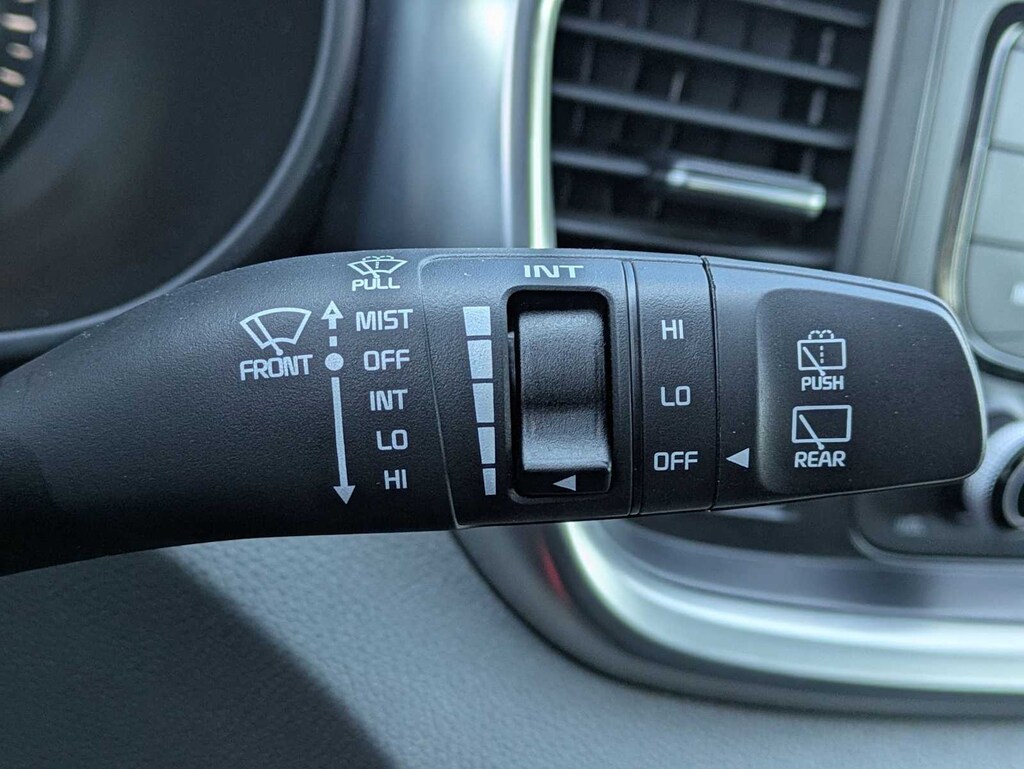 PULL
FRONT
MIST
OFF
INT
LO
HI
INT
HI
LO
OFF
PUSH
REAR